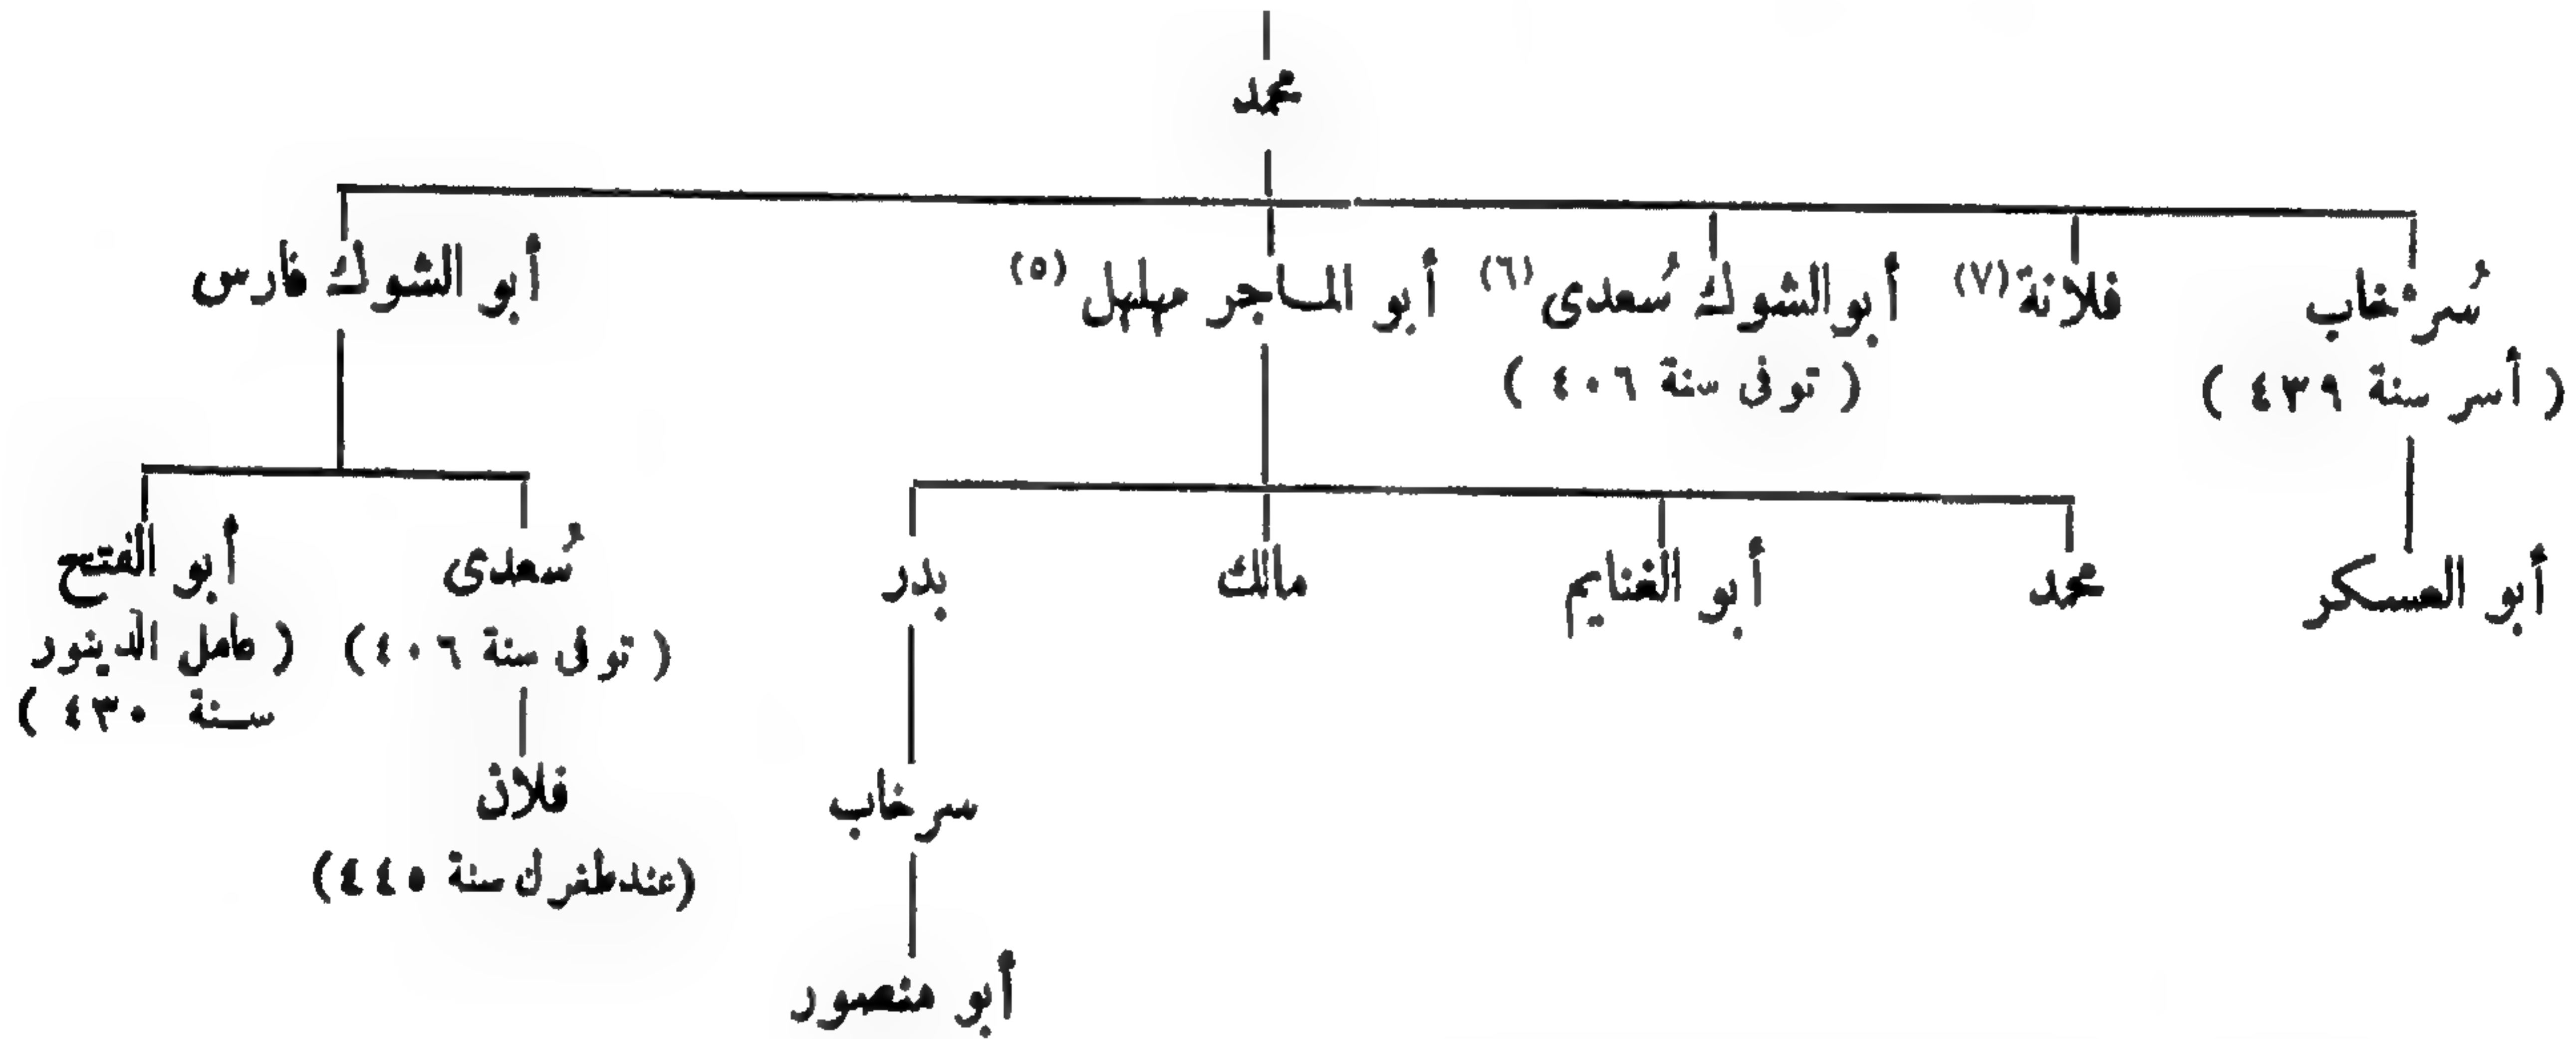 محمد
سُرخاب
فلانة (٧)
أبو الشوك سُعدى (٦)
أبو الماجر مهلهل (٥)
أبو الشوك فارس
( أسر سنة ٤٣٩ )
( توفى سنة ٤٠٦ )
أبو العسكر
محمد
أبو الغنايم
مالك
بدر
سُعدى
( توفى سنة ٤٠٦ )
أبو الفتح
( عامل الدينور
سنة ٤٣٠ )
سرخاب
فلان
(عند طغرك سنة ٤٤٥)
أبو منصور